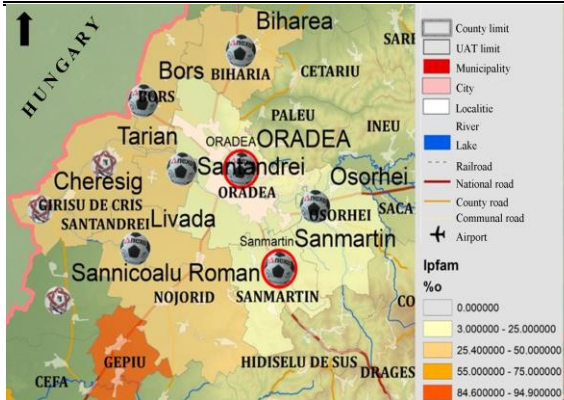 HUNGARY
Biharea
SARI
Bors
BIHARIA
CETARIU
BORS
PALEU
Tarian
ORADEA
ORADEA
INEU
Santandrei
Cheresig
ORADEA
Osorhei
GIRISU DE CRIS
OSORHEI
SACA
SANTANDREI
Livada
Sanmartin
Sanmartin
Sannicoalu Roman
NOJORID
SANMARTIN
CO
GEPIU
HIDISELU DE SUS
CEFA
DRAGES
County limit
UAT limit
Municipality
City
Localitie
River
Lake
Railroad
National road
County road
Communal road
Airport
Ipfam
%o
0.000000
3.000000 - 25.000000
25.400000 - 50.000000
55.000000 - 75.000000
84.600000 - 94.900000